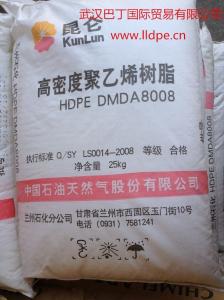 武汉巴丁国际贸易有限公司
www.lldpe.cn
昆仑
KunLun
高密度聚乙烯树脂
HDPE DMDA8008
执行标准 Q/SY LS0014-2008 等级 合格
净含量 25kg
中国石油天然气股份有限公司
兰州石化分公司
甘肃省兰州市西固区玉门街10号
电话 (0931) 7581241